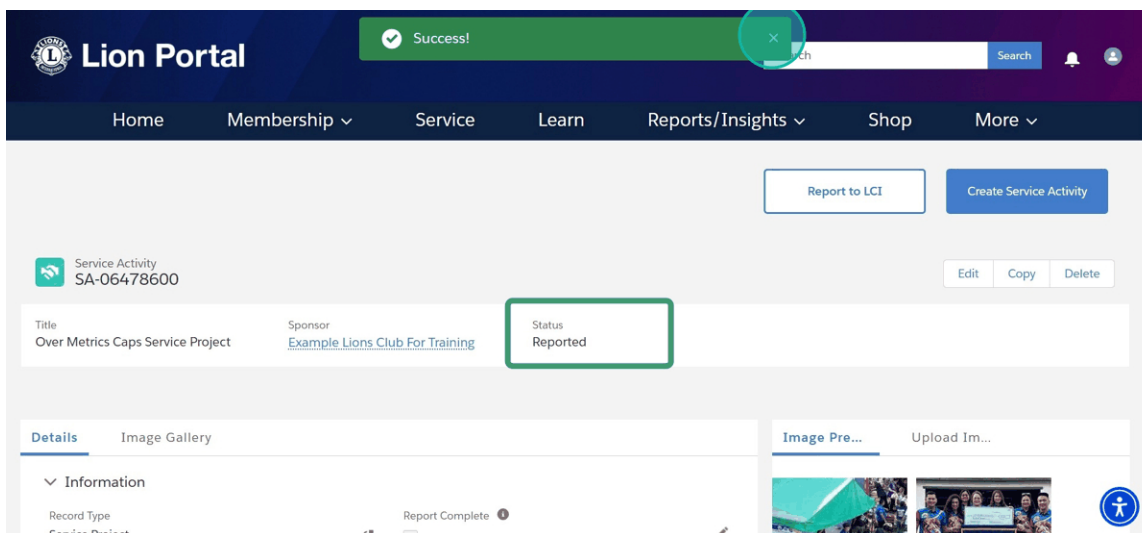 Success!
Lion Portal
Search
Home Membership Service Learn Reports/Insights Shop More
Report to LCI
Create Service Activity
Service Activity
SA-06478600
Edit Copy Delete
Title Sponsor Status
Over Metrics Caps Service Project Example Lions Club For Training Reported
Details Image Gallery
Image Pre... Upload Im...
Information
Record Type Report Complete
Service Project